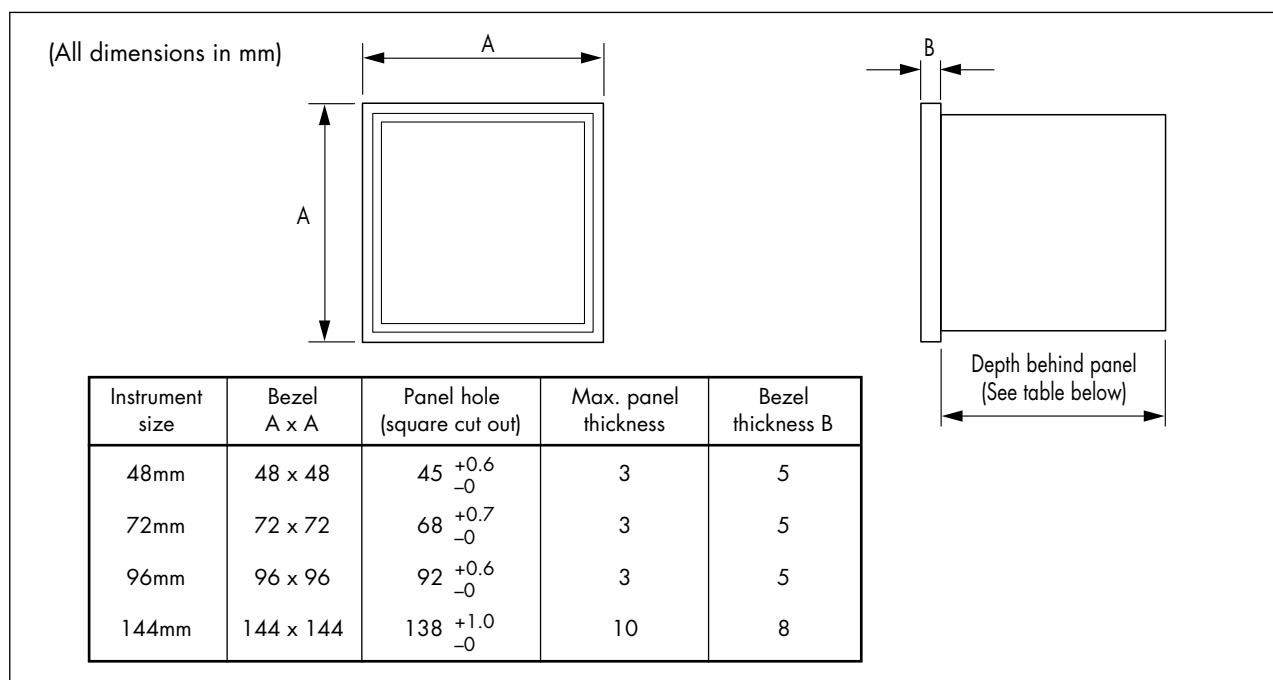 (All dimensions in mm)
A
B
A
Depth behind panel
(See table below)
Instrument size Bezel A x A Panel hole (square cut out) Max. panel thickness Bezel thickness B
48mm 48 x 48 45 +0.6 –0 3 5
72mm 72 x 72 68 +0.7 –0 3 5
96mm 96 x 96 92 +0.6 –0 3 5
144mm 144 x 144 138 +1.0 –0 10 8